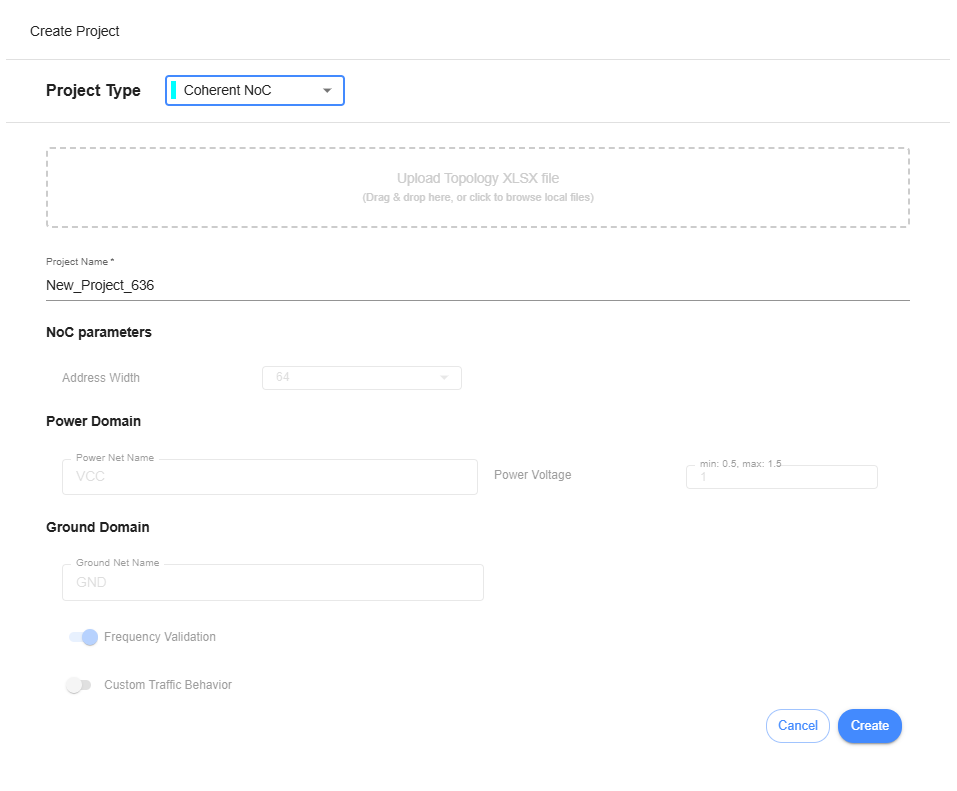 Create Project
Project Type
Coherent NoC
Upload Topology XLSX file
(Drag & drop here, or click to browse local files)
Project Name *
New_Project_636
NoC parameters
Address Width
64
Power Domain
Power Net Name
VCC
Power Voltage
min: 0.5, max: 1.5
1
Ground Domain
Ground Net Name
GND
Frequency Validation
Custom Traffic Behavior
Cancel
Create